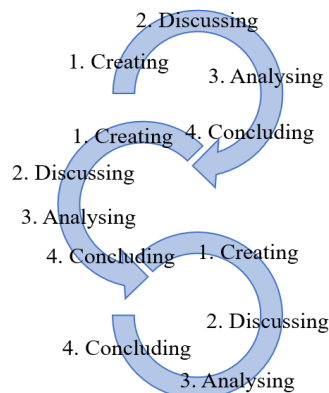 2. Discussing
1. Creating
3. Analysing
4. Concluding
1. Creating
2. Discussing
3. Analysing
4. Concluding
1. Creating
2. Discussing
4. Concluding
3. Analysing